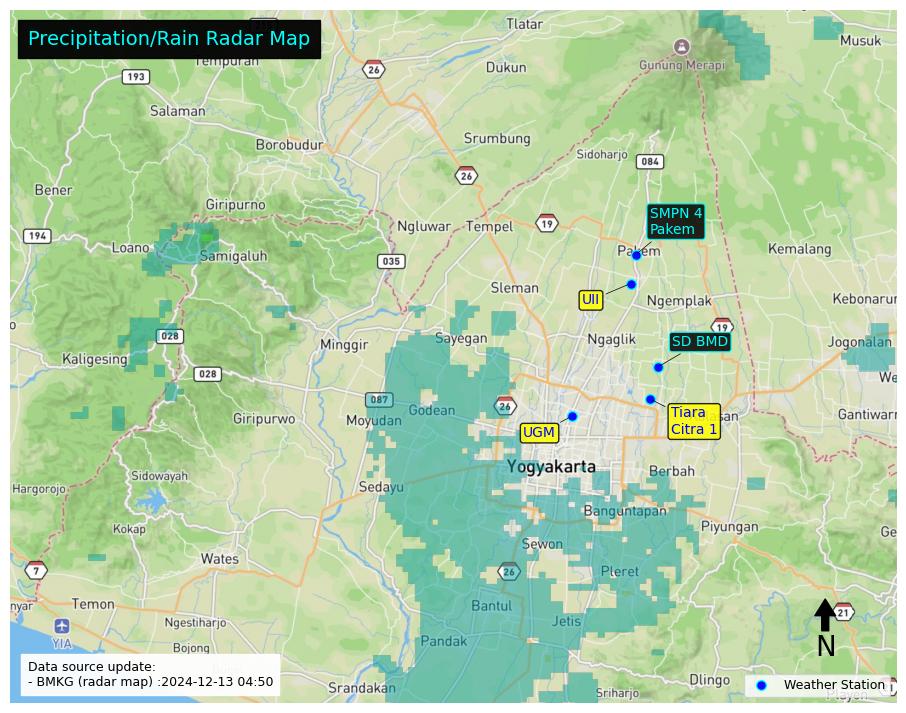 Precipitation/Rain Radar Map
Tlatar
Musuk
Tempuran
26
Dukun
Gunung Merapi
193
Salaman
Srumbung
Borobudur
Sidoharjo
084
26
Bener
Giripurno
SMPN 4
Pakem
Ngluwar
Tempel
19
194
Loano
Samigaluh
035
Pakem
Kemalang
Sleman
UII
Ngemplak
Kebonarum
19
028
Sayegan
Ngaglik
SD BMD
Jogonalan
Minggir
Kaligesing
028
087
Godean
26
Moyudan
Tiara
Citra 1
Gantiwarno
UGM
Yogyakarta
Berbah
Sidowayah
Hargorojo
Sedayu
Banguntapan
Kokap
Piyungan
Sewon
Wates
7
26
Pleret
Temon
Bantul
21
Ngestiharjo
Jetis
YIA
Bojong
Pandak
N
Data source update:
- BMKG (radar map) :2024-12-13 04:50
Srandakan
Sriharjo
Dlingo
Weather Station
Playen